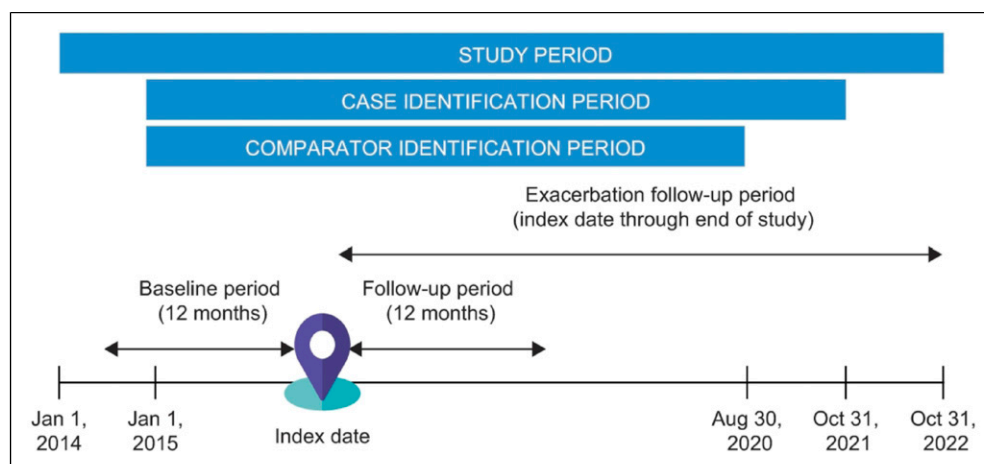 STUDY PERIOD
CASE IDENTIFICATION PERIOD
COMPARATOR IDENTIFICATION PERIOD
Exacerbation follow-up period
(index date through end of study)
Baseline period
(12 months)
Follow-up period
(12 months)
Jan 1,
2014
Jan 1,
2015
Index date
Aug 30,
2020
Oct 31,
2021
Oct 31,
2022